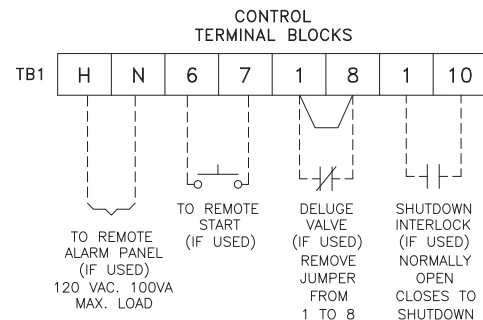 CONTROL
TERMINAL BLOCKS
TB1 H N 6 7 1 8 1 10
TO REMOTE
ALARM PANEL
(IF USED)
120 VAC. 100VA
MAX. LOAD
TO REMOTE
START
(IF USED)
DELUGE
VALVE
(IF USED)
REMOVE
JUMPER
FROM
1 TO 8
SHUTDOWN
INTERLOCK
(IF USED)
NORMALLY
OPEN
CLOSES TO
SHUTDOWN